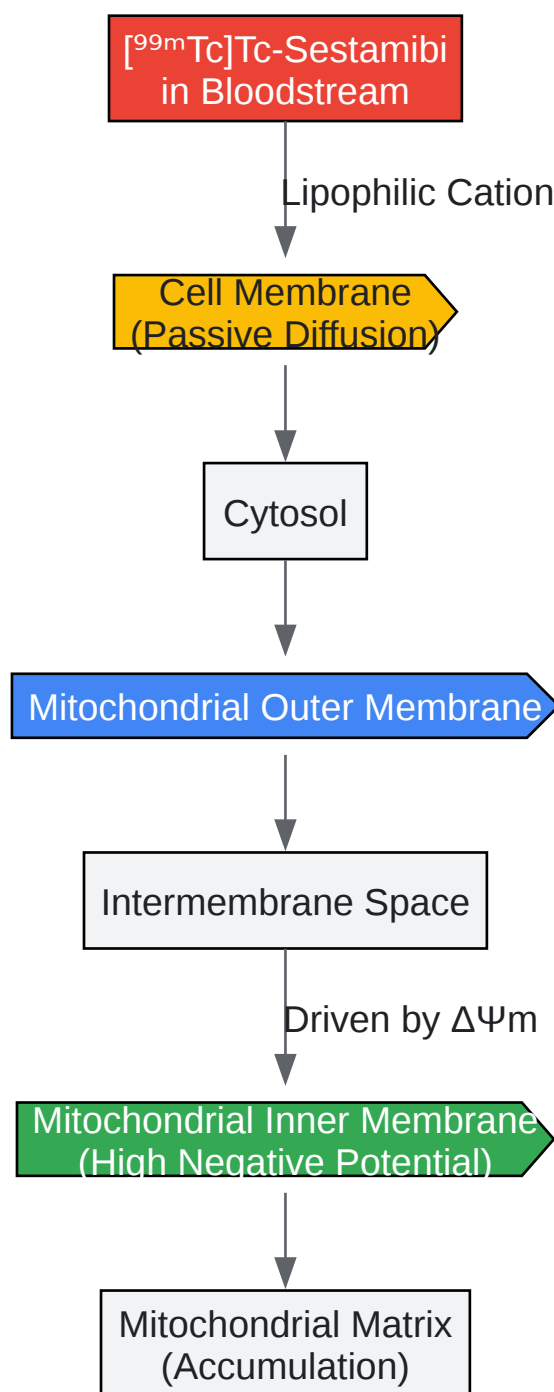 [⁹⁹ᵐTc]Tc-Sestamibi
in Bloodstream
Lipophilic Cation
Cell Membrane
(Passive Diffusion)
Cytosol
Mitochondrial Outer Membrane
Intermembrane Space
Driven by ΔΨm
Mitochondrial Inner Membrane
(High Negative Potential)
Mitochondrial Matrix
(Accumulation)